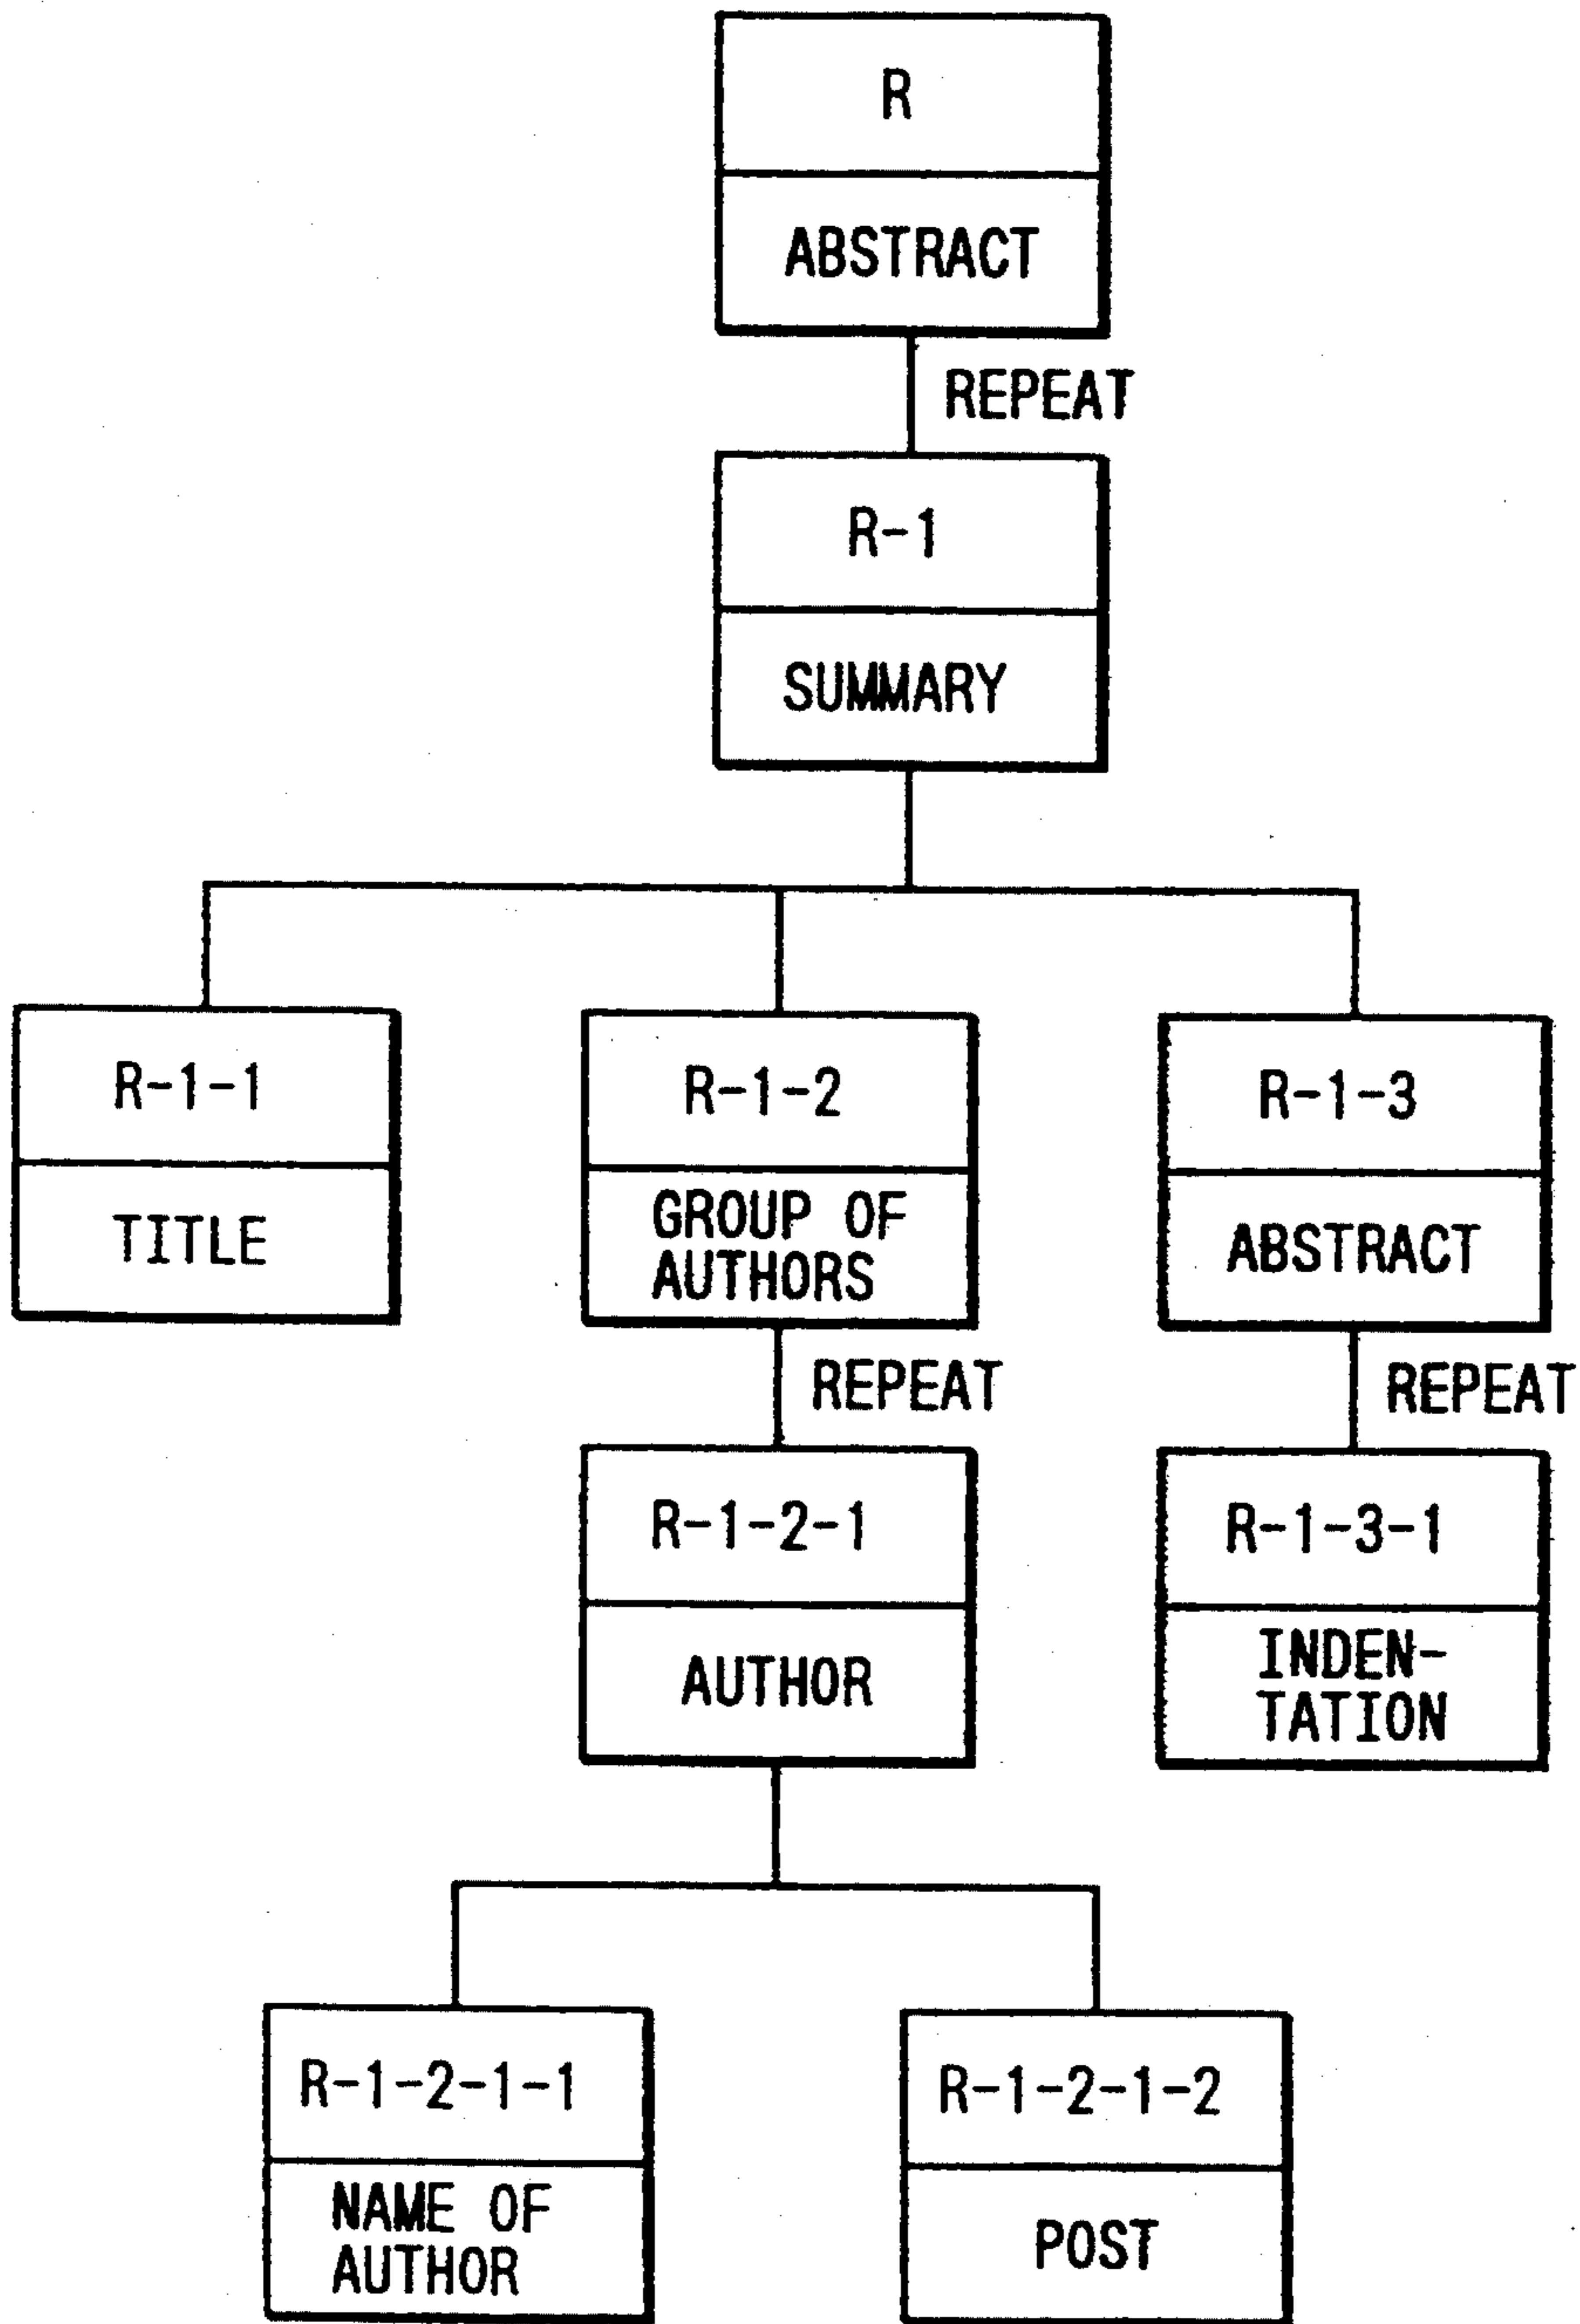 R
ABSTRACT
REPEAT
R-1
SUMMARY
R-1-1
TITLE
R-1-2
GROUP OF
AUTHORS
R-1-3
ABSTRACT
REPEAT
REPEAT
R-1-2-1
AUTHOR
R-1-3-1
INDEN-
TATION
R-1-2-1-1
NAME OF
AUTHOR
R-1-2-1-2
POST